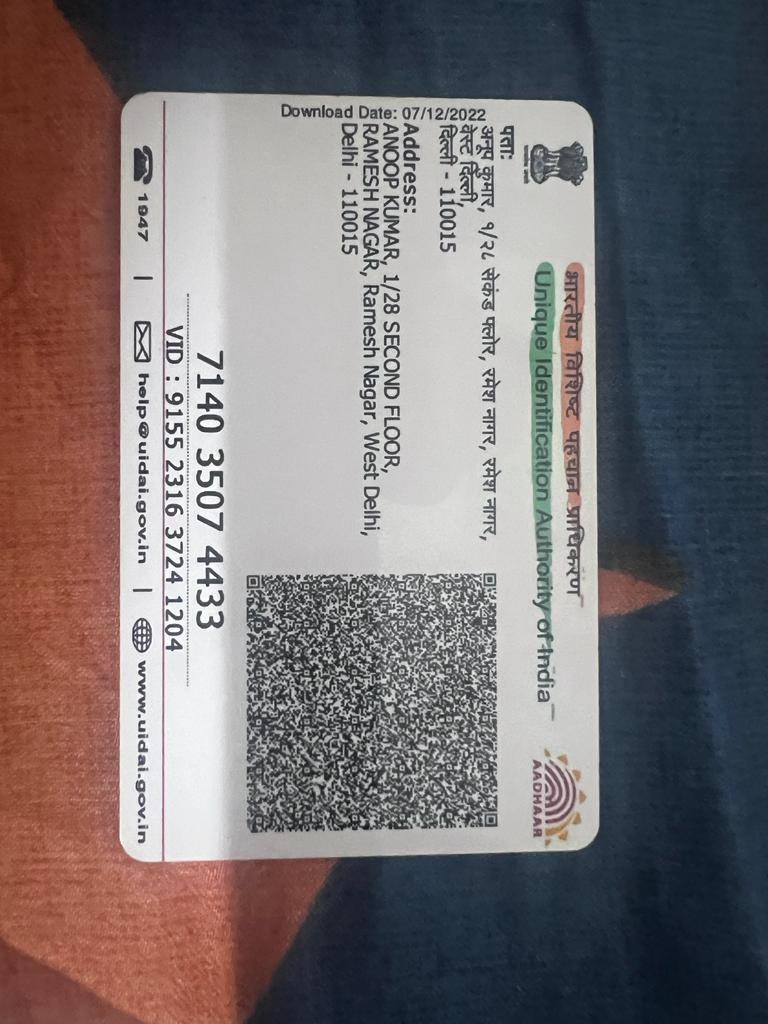 भारतीय विशिष्ट पहचान प्राधिकरण
Unique Identification Authority of India
AADHAAR
पता:
अनूप कुमार, १/२८ सेकंड फ्लोर, रमेश नगर, रमेश नगर,
वेस्ट दिल्ली,
दिल्ली - 110015
Address:
ANOOP KUMAR, 1/28 SECOND FLOOR,
RAMESH NAGAR, Ramesh Nagar, West Delhi,
Delhi - 110015
Download Date: 07/12/2022
7140 3507 4433
VID : 9155 2316 3724 1204
1947 | help@uidai.gov.in | www.uidai.gov.in